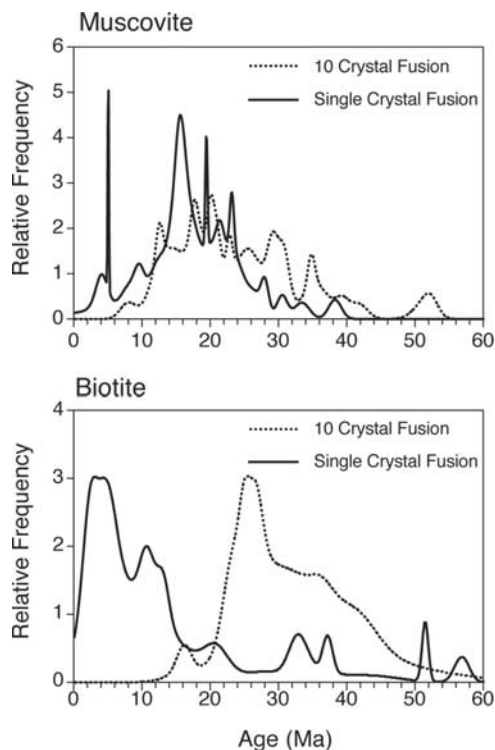 Muscovite
6
5
4
3
2
1
0
Relative Frequency
10 Crystal Fusion
Single Crystal Fusion
0 10 20 30 40 50 60
Biotite
4
3
2
1
0
Relative Frequency
10 Crystal Fusion
Single Crystal Fusion
0 10 20 30 40 50 60
Age (Ma)